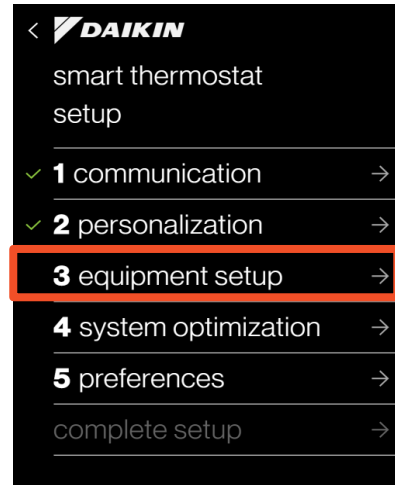 DAIKIN
smart thermostat
setup
1 communication
2 personalization
3 equipment setup
4 system optimization
5 preferences
complete setup